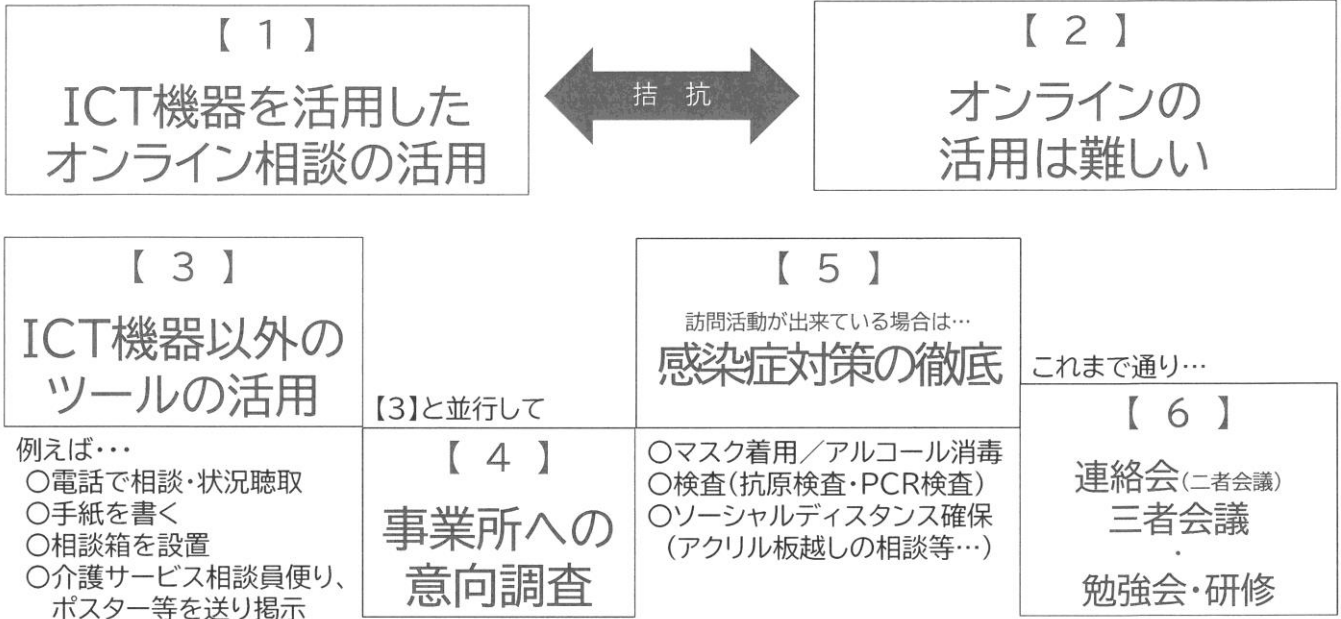 【 1 】
ICT機器を活用した
オンライン相談の活用
拮 抗
【 2 】
オンラインの
活用は難しい
【 3 】
ICT機器以外の
ツールの活用
例えば・・・
○電話で相談・状況聴取
○手紙を書く
○相談箱を設置
○介護サービス相談員便り、
ポスター等を送り掲示
【3】と並行して
【 4 】
事業所への
意向調査
【 5 】
訪問活動が出来ている場合は…
感染症対策の徹底
○マスク着用／アルコール消毒
○検査(抗原検査・PCR検査)
○ソーシャルディスタンス確保
(アクリル板越しの相談等…)
これまで通り…
【 6 】
連絡会(二者会議)
三者会議
・
勉強会・研修